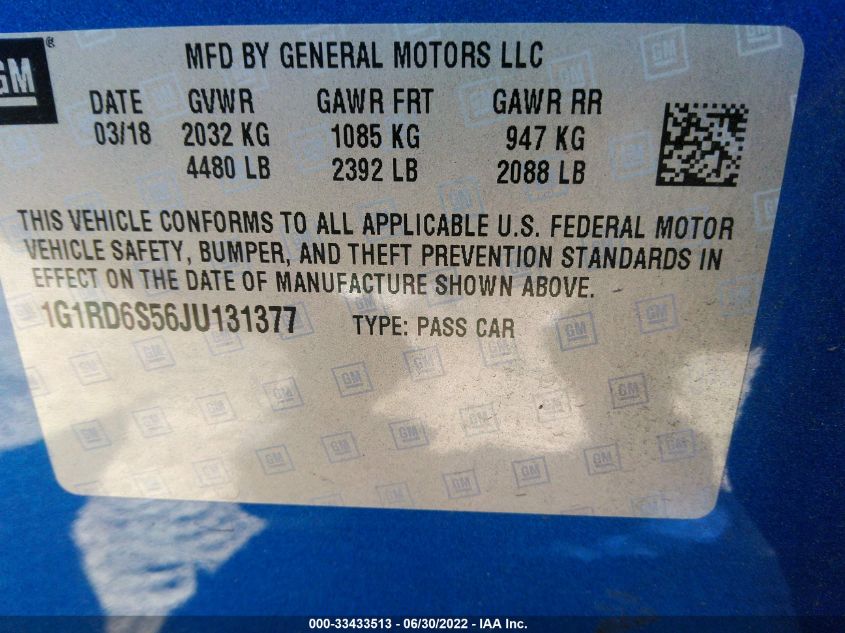 GM ®
MFD BY GENERAL MOTORS LLC
DATE GVWR GAWR FRT GAWR RR
03/18 2032 KG 1085 KG 947 KG
4480 LB 2392 LB 2088 LB
THIS VEHICLE CONFORMS TO ALL APPLICABLE U.S. FEDERAL MOTOR
VEHICLE SAFETY, BUMPER, AND THEFT PREVENTION STANDARDS IN
EFFECT ON THE DATE OF MANUFACTURE SHOWN ABOVE.
1G1RD6S56JU131377 TYPE: PASS CAR
000-33433513 - 06/30/2022 - IAA Inc.